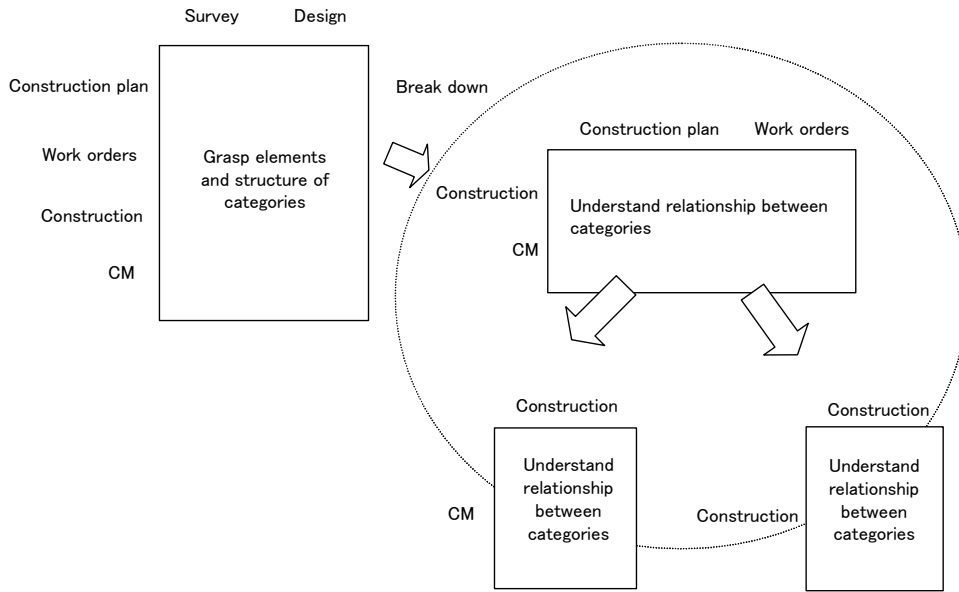 Survey Design
Construction plan
Work orders
Construction
CM
Grasp elements
and structure of
categories
Break down
Construction plan Work orders
Construction
CM
Understand relationship between
categories
Construction
CM
Understand
relationship
between
categories
Construction
Construction
Understand
relationship
between
categories